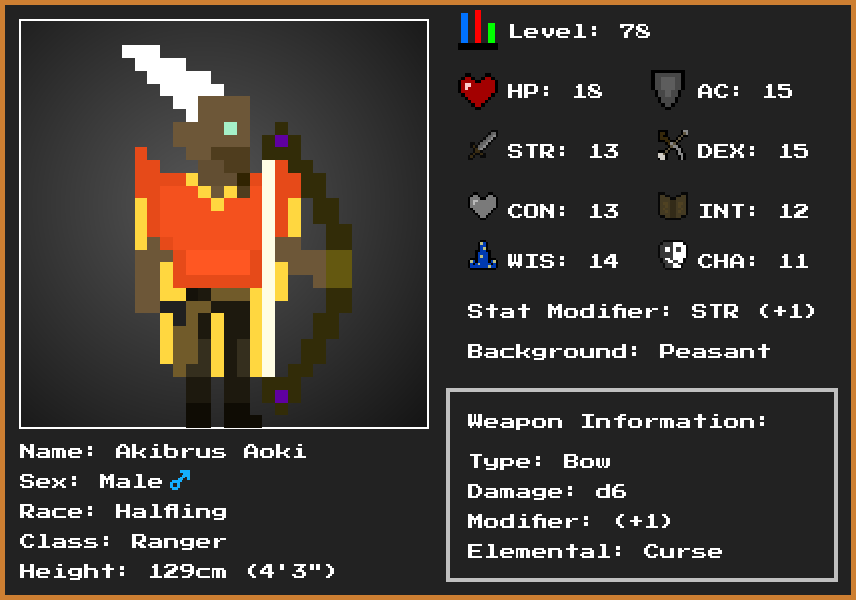 Level: 78
HP: 18 AC: 15
STR: 13 DEX: 15
CON: 13 INT: 12
WIS: 14 CHA: 11
Stat Modifier: STR (+1)
Background: Peasant
Weapon Information:
Type: Bow
Damage: d6
Modifier: (+1)
Elemental: Curse
Name: Akibrus Aoki
Sex: Male ♂
Race: Halfling
Class: Ranger
Height: 129cm (4'3")